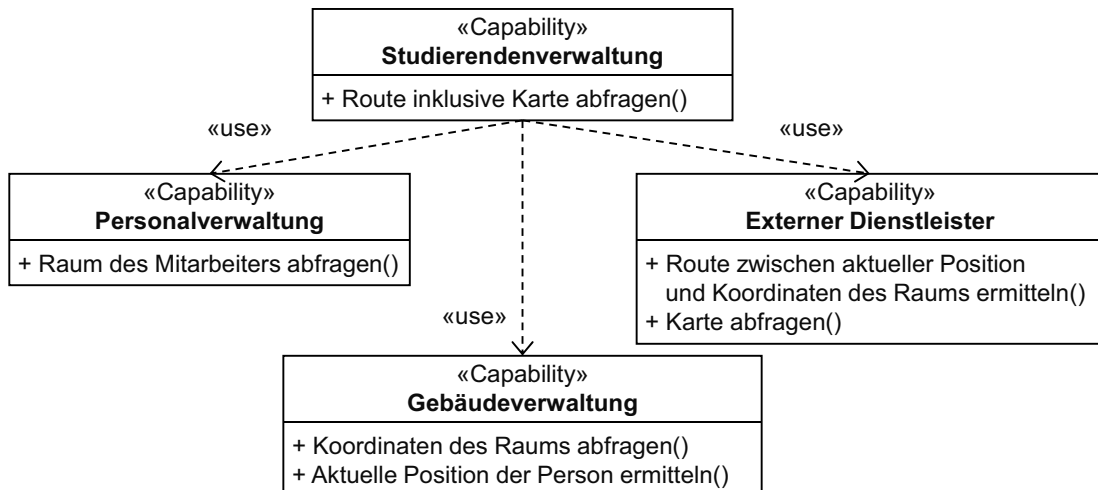 «Capability»
Studierendenverwaltung
+ Route inklusive Karte abfragen()
«use»
«use»
«Capability»
Personalverwaltung
+ Raum des Mitarbeiters abfragen()
«Capability»
Externer Dienstleister
+ Route zwischen aktueller Position
und Koordinaten des Raums ermitteln()
+ Karte abfragen()
«use»
«Capability»
Gebäudeverwaltung
+ Koordinaten des Raums abfragen()
+ Aktuelle Position der Person ermitteln()